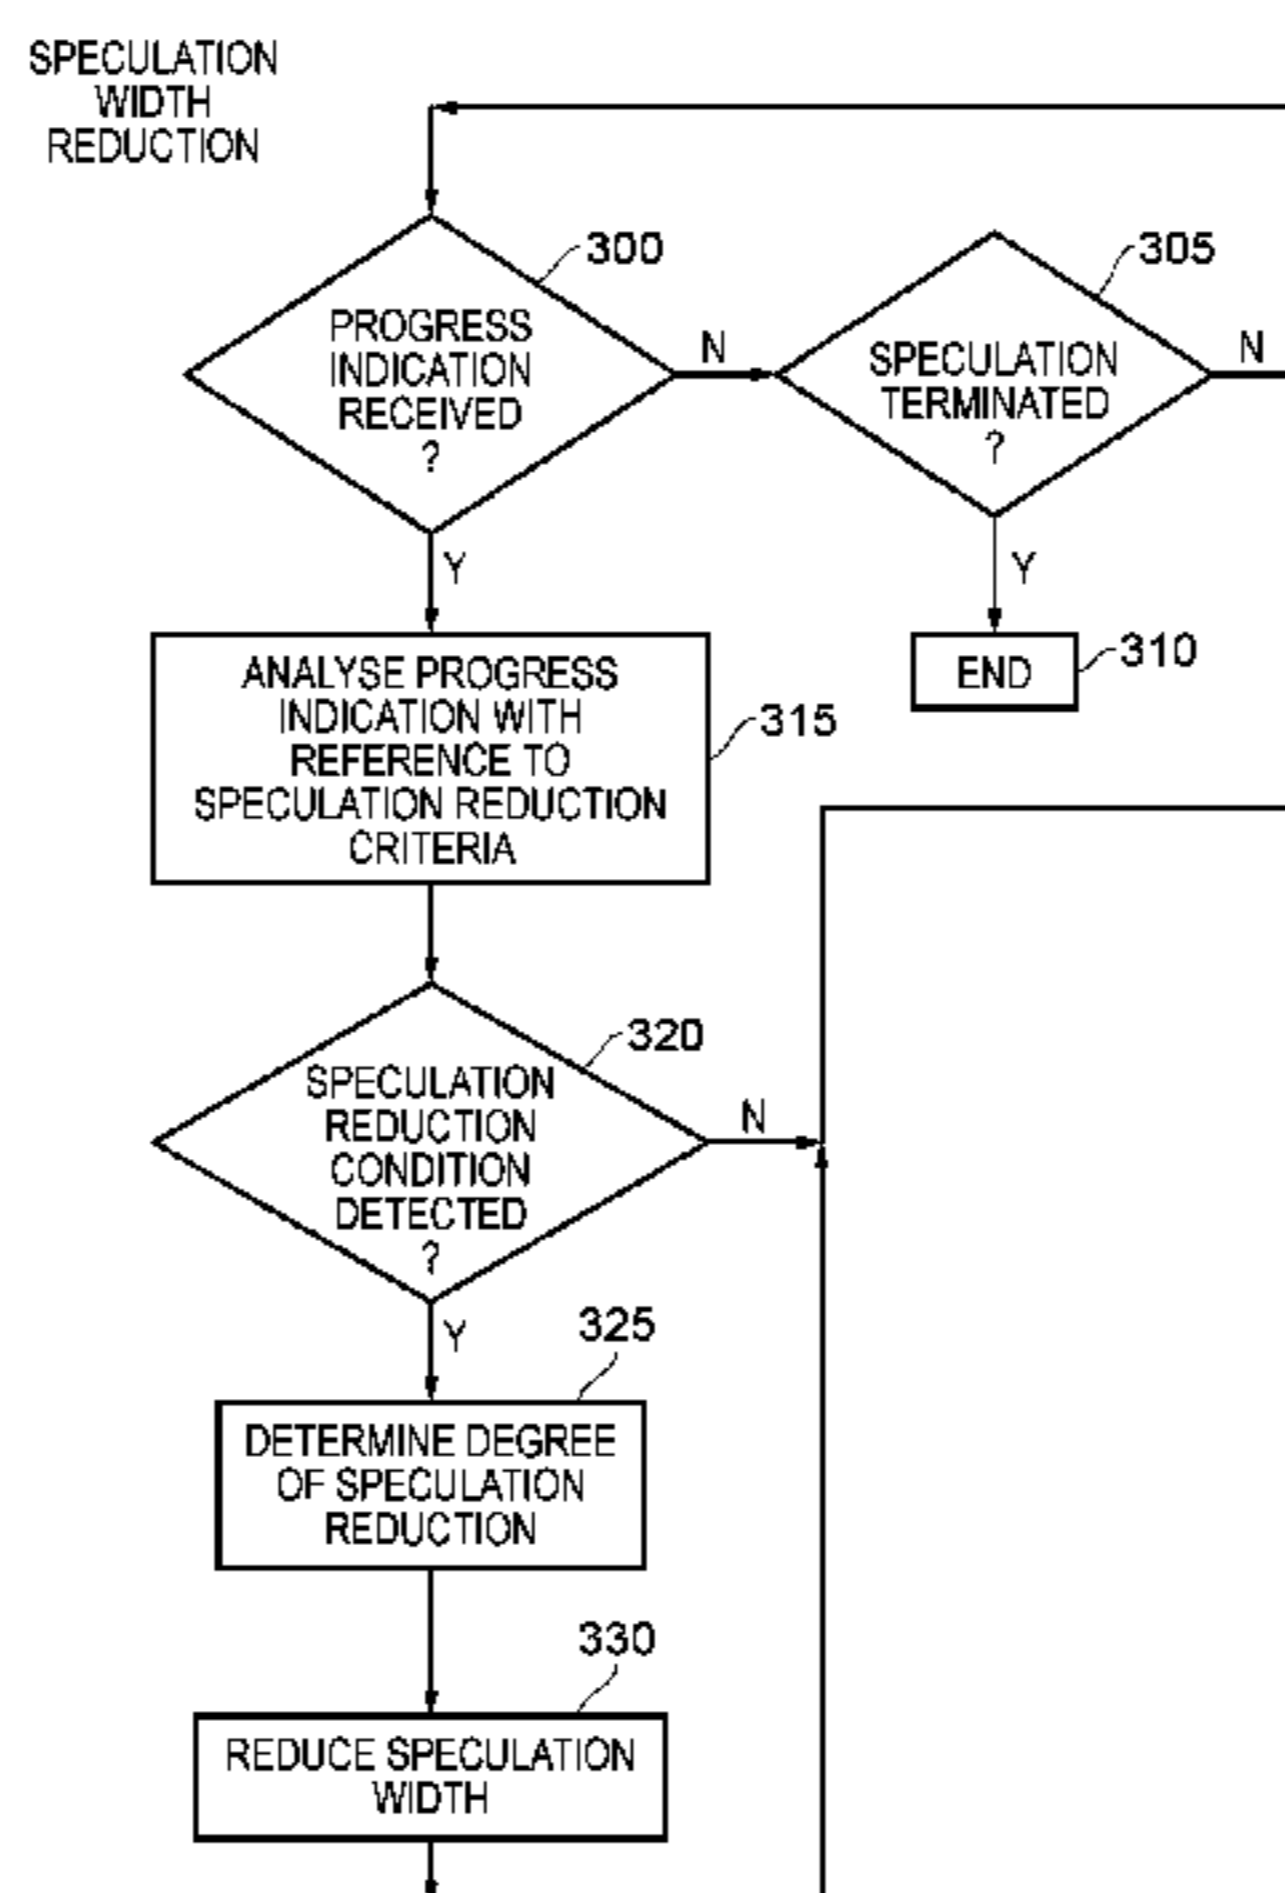 SPECULATION
WIDTH
REDUCTION
300
PROGRESS
INDICATION
RECEIVED
?
N
305
SPECULATION
TERMINATED
?
N
Y
Y
END
310
ANALYSE PROGRESS
INDICATION WITH
REFERENCE TO
SPECULATION REDUCTION
CRITERIA
315
320
SPECULATION
REDUCTION
CONDITION
DETECTED
?
N
Y
325
DETERMINE DEGREE
OF SPECULATION
REDUCTION
330
REDUCE SPECULATION
WIDTH